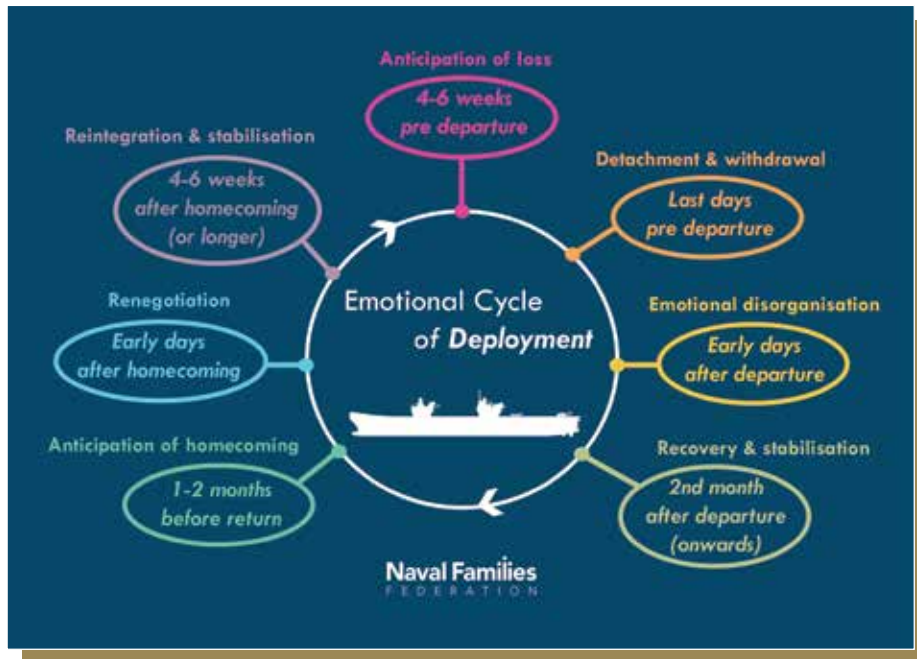 Anticipation of loss
4-6 weeks
pre departure
Detachment & withdrawal
Last days
pre departure
Emotional disorganisation
Early days
after departure
Recovery & stabilisation
2nd month
after departure
(onwards)
Anticipation of homecoming
1-2 months
before return
Renegotiation
Early days
after homecoming
Reintegration & stabilisation
4-6 weeks
after homecoming
(or longer)
Emotional Cycle
of Deployment
Naval Families
FEDERATION